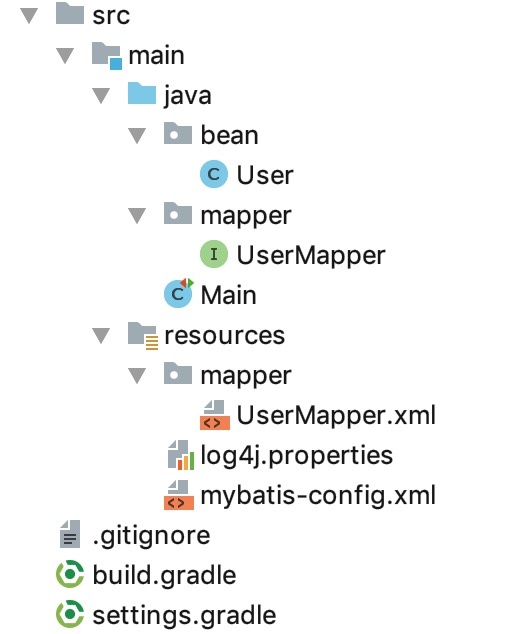 src
main
java
bean
C User
mapper
I UserMapper
C Main
resources
mapper
<> UserMapper.xml
log4j.properties
<> mybatis-config.xml
.gitignore
build.gradle
settings.gradle